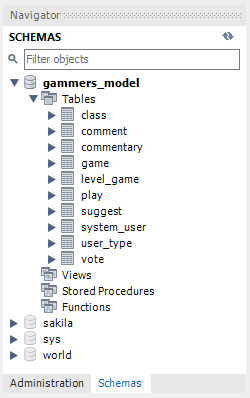 Navigator
SCHEMAS
Filter objects
gammers_model
Tables
class
comment
commentary
game
level_game
play
suggest
system_user
user_type
vote
Views
Stored Procedures
Functions
sakila
sys
world
Administration Schemas